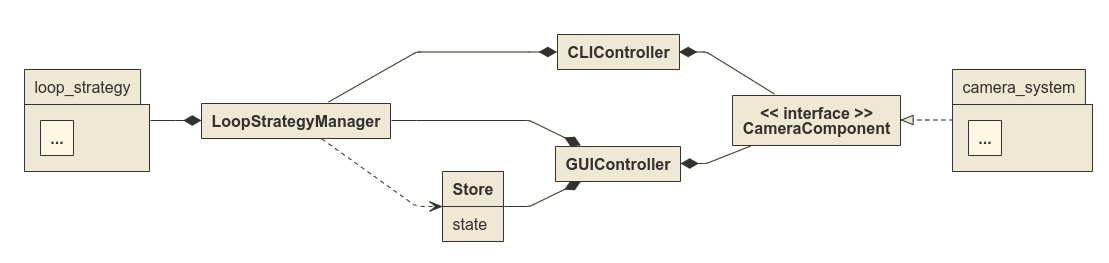 loop_strategy
...
LoopStrategyManager
CLIController
GUIController
Store
state
<< interface >>
CameraComponent
camera_system
...